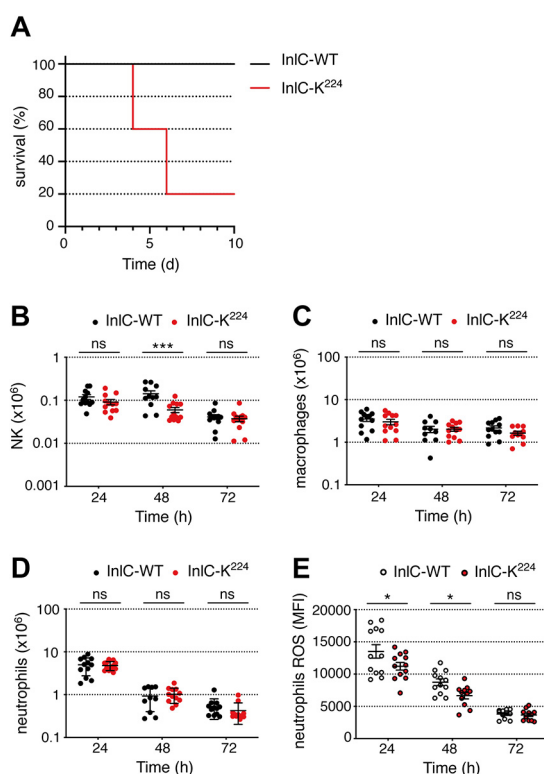 A
InlC-WT
InlC-K²²⁴
survival (%)
100
80
60
40
20
0
0 5 10
Time (d)
B
InlC-WT InlC-K²²⁴
ns *** ns
NK (x10⁶)
1
0.1
0.01
0.001
24 48 72
Time (h)
C
InlC-WT InlC-K²²⁴
ns ns ns
macrophages (x10⁶)
100
10
1
0.1
24 48 72
Time (h)
D
InlC-WT InlC-K²²⁴
ns ns ns
neutrophils (x10⁶)
100
10
1
0.1
24 48 72
Time (h)
E
InlC-WT InlC-K²²⁴
* * ns
neutrophils ROS (MFI)
20000
15000
10000
5000
0
24 48 72
Time (h)